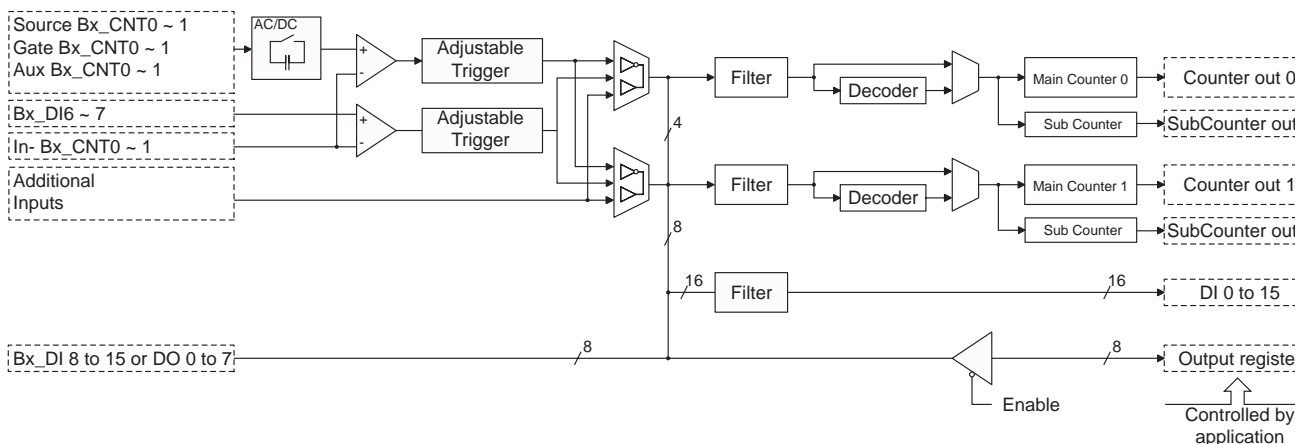 Source Bx_CNT0 ~ 1
Gate Bx_CNT0 ~ 1
Aux Bx_CNT0 ~ 1
AC/DC
+
-
Adjustable
Trigger
Filter
Decoder
Main Counter 0
Counter out 0
Sub Counter
SubCounter out
Bx_DI6 ~ 7
In- Bx_CNT0 ~ 1
+
-
Adjustable
Trigger
4
Additional
Inputs
Filter
Decoder
Main Counter 1
Counter out 1
Sub Counter
SubCounter out
8
16
Filter
16
DI 0 to 15
Bx_DI 8 to 15 or DO 0 to 7
8
8
Output registe
Enable
Controlled by
application